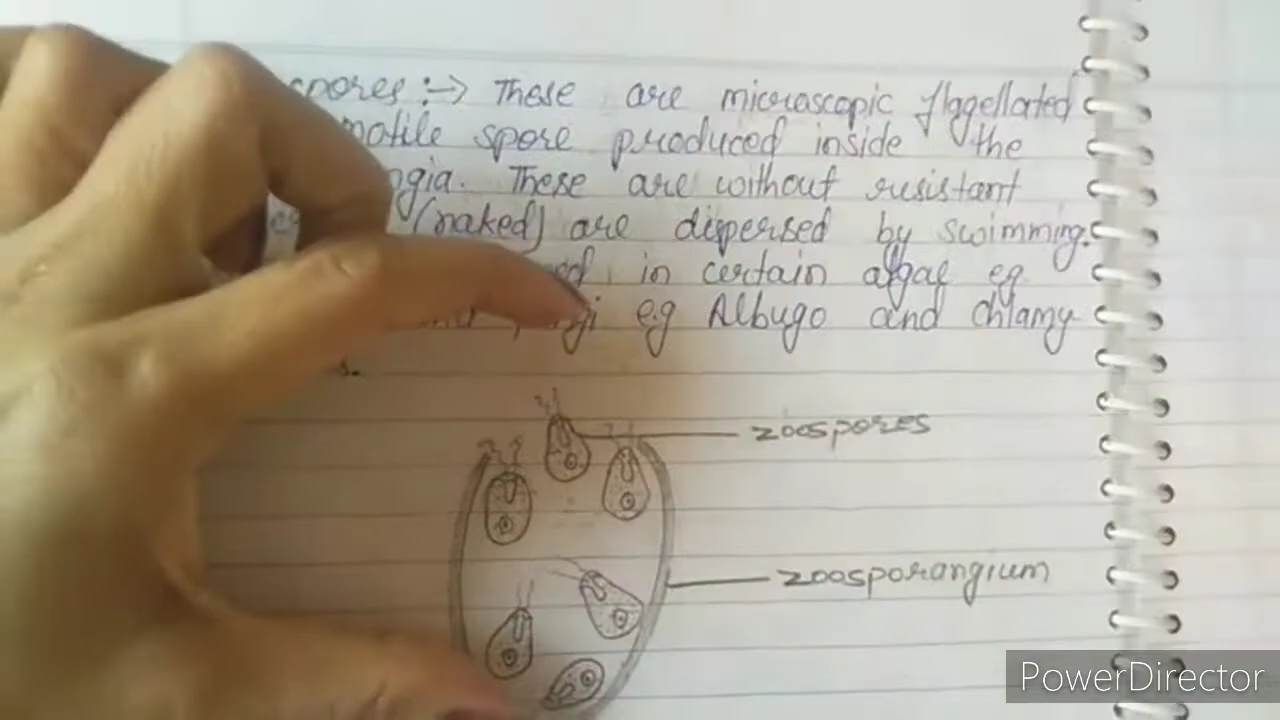 spores :-> These are microscopic flagellated
motile spore produced inside the
ngia. These are without resistant
(naked) are dispersed by swimming.
in certain algae eg
e.g Albugo and chlamy
zoospores
zoosporangium
PowerDirector